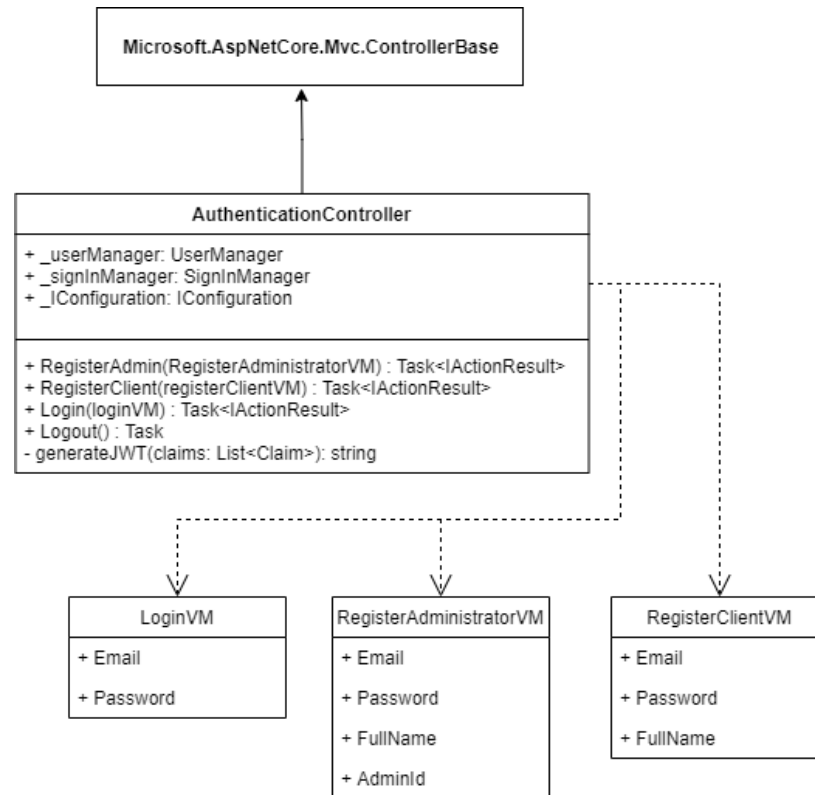 Microsoft.AspNetCore.Mvc.ControllerBase
AuthenticationController
+ _userManager: UserManager
+ _signInManager: SignInManager
+ _IConfiguration: IConfiguration
+ RegisterAdmin(RegisterAdministratorVM) : Task<IActionResult>
+ RegisterClient(registerClientVM) : Task<IActionResult>
+ Login(loginVM) : Task<IActionResult>
+ Logout() : Task
- generateJWT(claims: List<Claim>): string
LoginVM
+ Email
+ Password
RegisterAdministratorVM
+ Email
+ Password
+ FullName
+ AdminId
RegisterClientVM
+ Email
+ Password
+ FullName